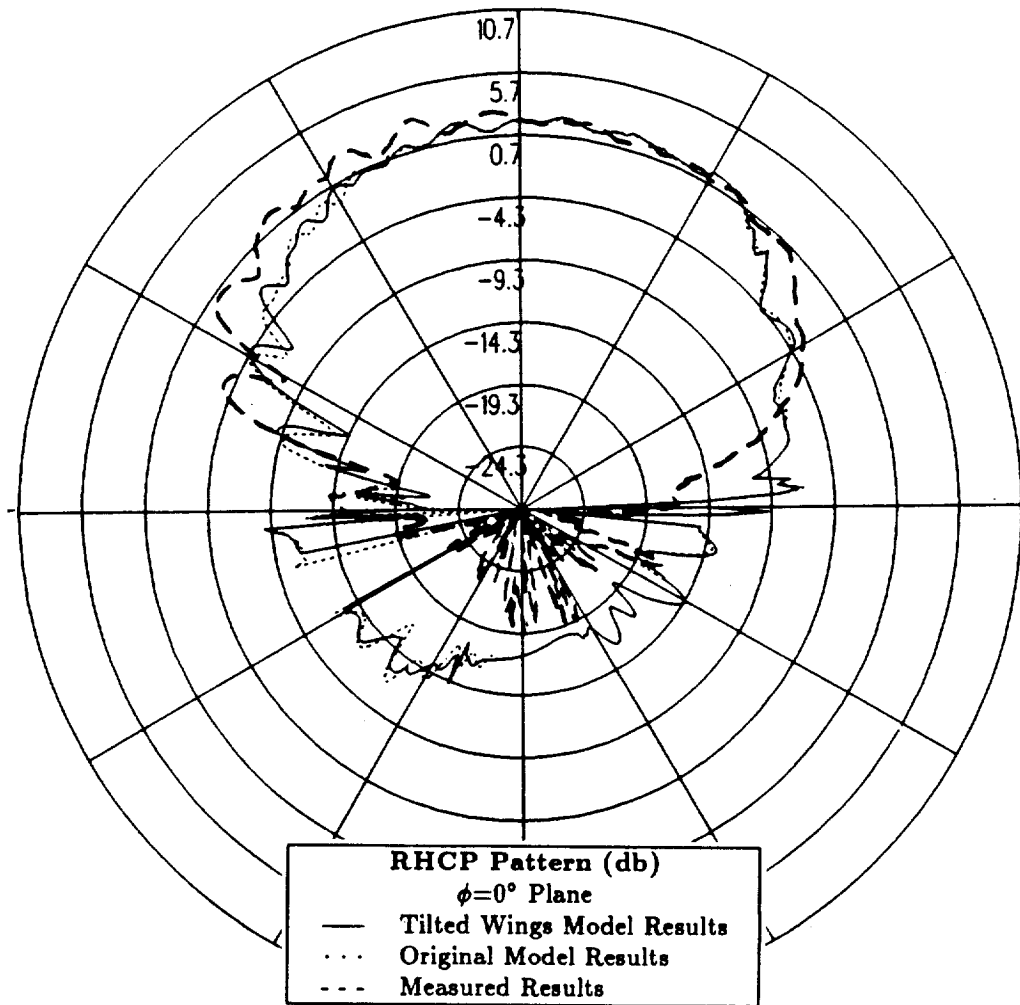 10.7
5.7
0.7
-4.3
-9.3
-14.3
-19.3
-24.3
RHCP Pattern (db)
ϕ=0° Plane
Tilted Wings Model Results
Original Model Results
Measured Results